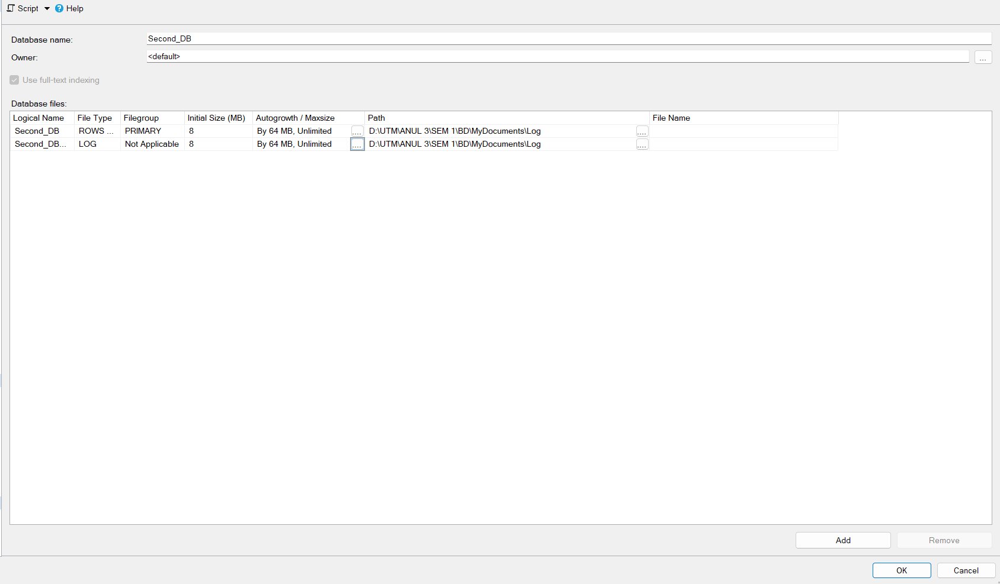 Script Help
Database name: Second_DB
Owner: <default> ...
Use full-text indexing
Database files:
Logical Name File Type Filegroup Initial Size (MB) Autogrowth / Maxsize Path File Name
Second_DB ROWS ... PRIMARY 8 By 64 MB, Unlimited .... D:\UTM\ANUL 3\SEM 1\BD\MyDocuments\Log ....
Second_DB... LOG Not Applicable 8 By 64 MB, Unlimited .... D:\UTM\ANUL 3\SEM 1\BD\MyDocuments\Log ....
Add Remove
OK Cancel